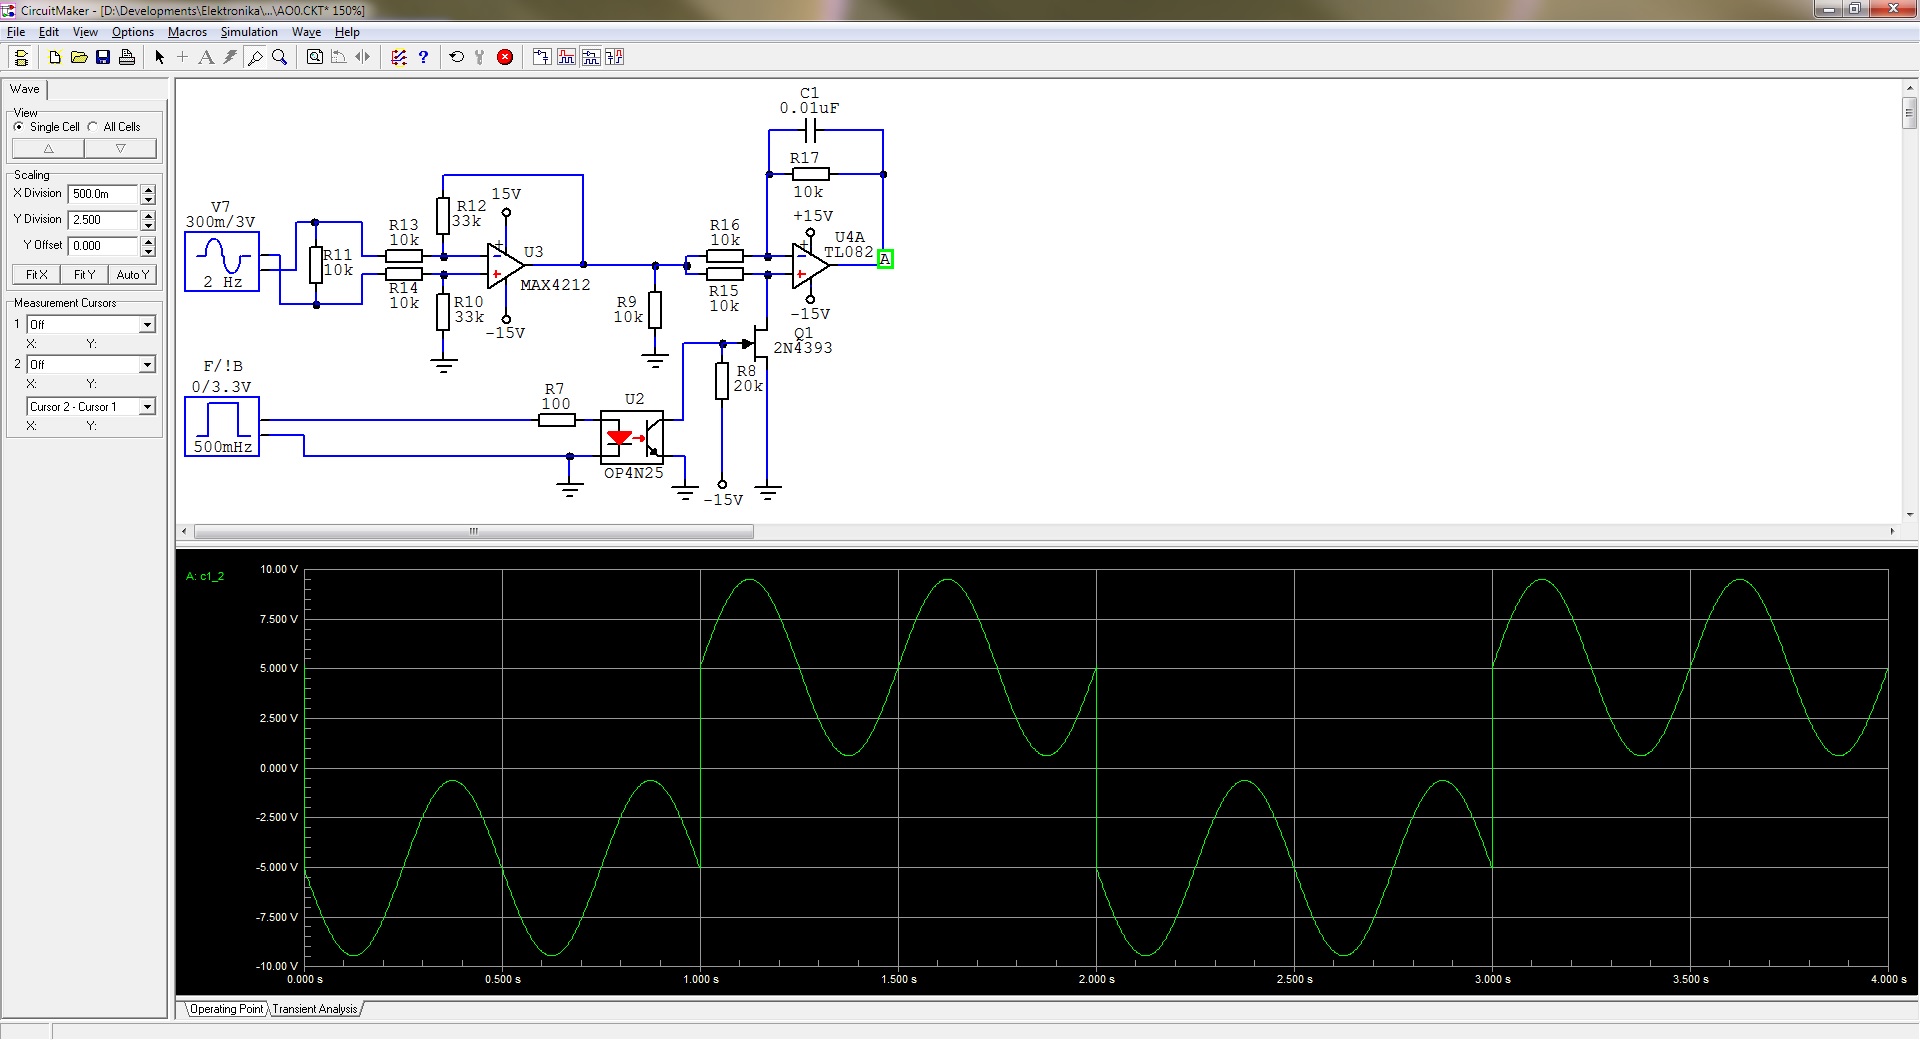 CircuitMaker - [D:\Developments\Elektronika\...\AO0.CKT* 150%]
File Edit View Options Macros Simulation Wave Help
Wave
View
Single Cell All Cells
Scaling
X Division 500.0m
Y Division 2.500
Y Offset 0.000
Fit X Fit Y Auto Y
Measurement Cursors
1 Off
X: Y:
2 Off
X: Y:
Cursor 2 - Cursor 1
X: Y:
C1
0.01uF
R17
10k
V7
300m/3V
2 Hz
R11
10k
R13
10k
R14
10k
R12
33k
R10
33k
15V
U3
MAX4212
-15V
R9
10k
R16
10k
R15
10k
+15V
U4A
TL082
A
-15V
Q1
2N4393
F/!B
0/3.3V
500mHz
R7
100
U2
OP4N25
R8
20k
-15V
A: c1_2
10.00 V
7.500 V
5.000 V
2.500 V
0.000 V
-2.500 V
-5.000 V
-7.500 V
-10.00 V
0.000 s 0.500 s 1.000 s 1.500 s 2.000 s 2.500 s 3.000 s 3.500 s 4.000 s
Operating Point Transient Analysis